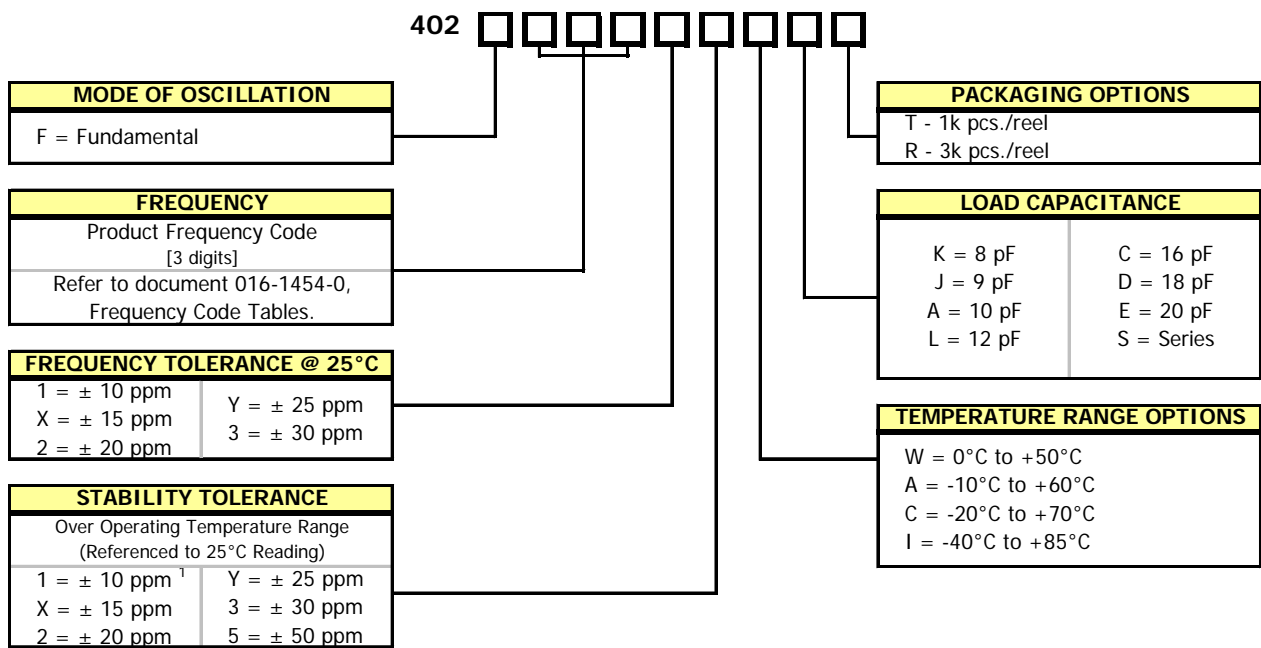 402
MODE OF OSCILLATION
F = Fundamental
FREQUENCY
Product Frequency Code
[3 digits]
Refer to document 016-1454-0,
Frequency Code Tables.
FREQUENCY TOLERANCE @ 25°C
1 = ± 10 ppm
X = ± 15 ppm
2 = ± 20 ppm
Y = ± 25 ppm
3 = ± 30 ppm
STABILITY TOLERANCE
Over Operating Temperature Range
(Referenced to 25°C Reading)
1 = ± 10 ppm ¹
X = ± 15 ppm
2 = ± 20 ppm
Y = ± 25 ppm
3 = ± 30 ppm
5 = ± 50 ppm
PACKAGING OPTIONS
T - 1k pcs./reel
R - 3k pcs./reel
LOAD CAPACITANCE
K = 8 pF
J = 9 pF
A = 10 pF
L = 12 pF
C = 16 pF
D = 18 pF
E = 20 pF
S = Series
TEMPERATURE RANGE OPTIONS
W = 0°C to +50°C
A = -10°C to +60°C
C = -20°C to +70°C
I = -40°C to +85°C